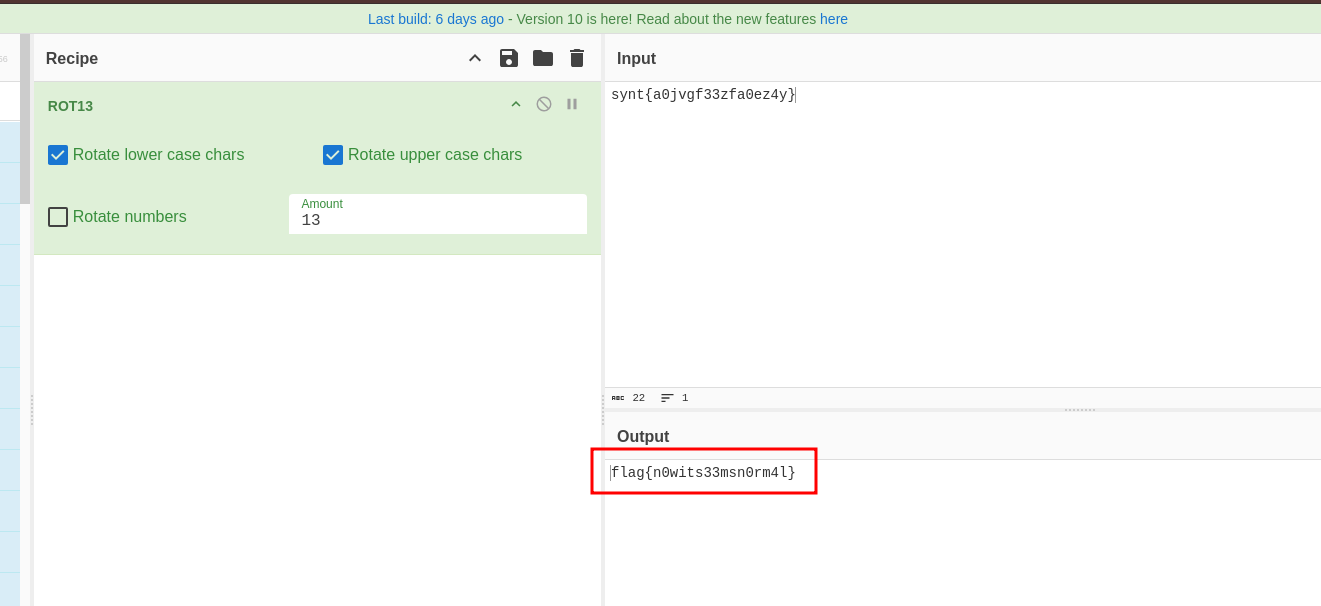 Last build: 6 days ago - Version 10 is here! Read about the new features here
Recipe
ROT13
Rotate lower case chars
Rotate upper case chars
Rotate numbers
Amount
13
Input
synt{a0jvgf33zfa0ez4y}
ABC 22 1
Output
flag{n0wits33msn0rm4l}